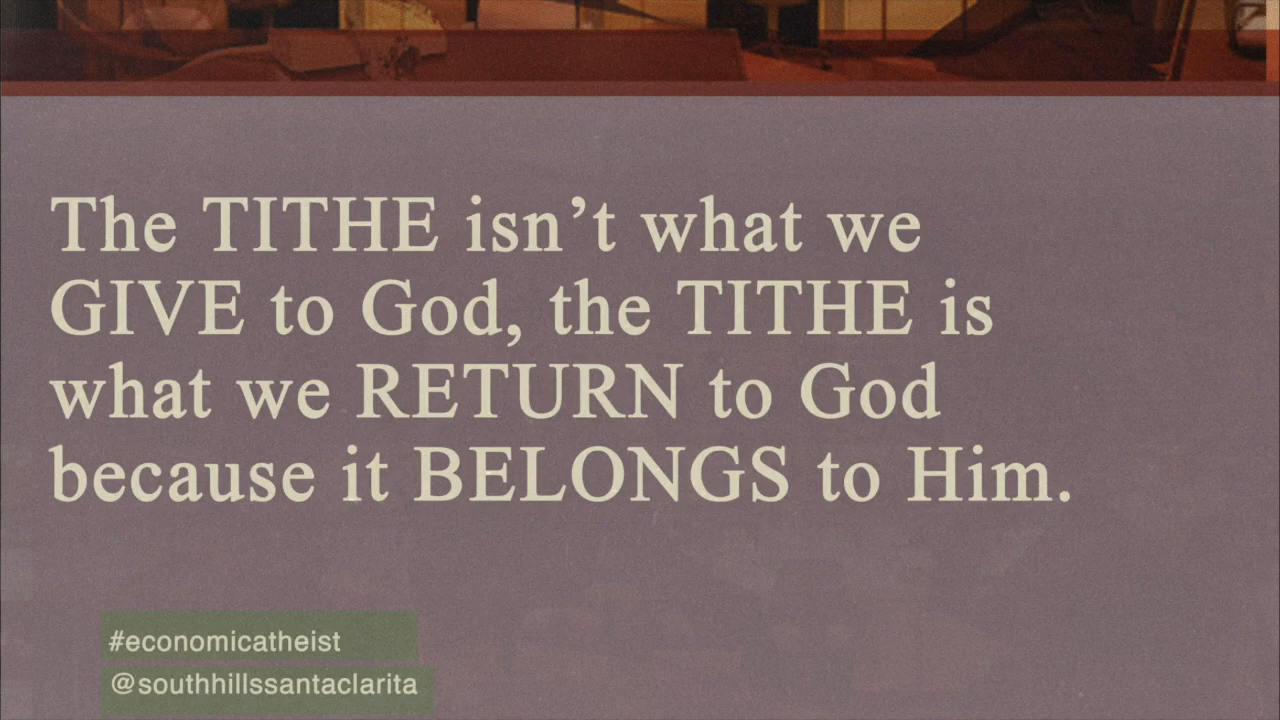 The TITHE isn’t what we
GIVE to God, the TITHE is
what we RETURN to God
because it BELONGS to Him.
#economicatheist
@southhillssantaclarita